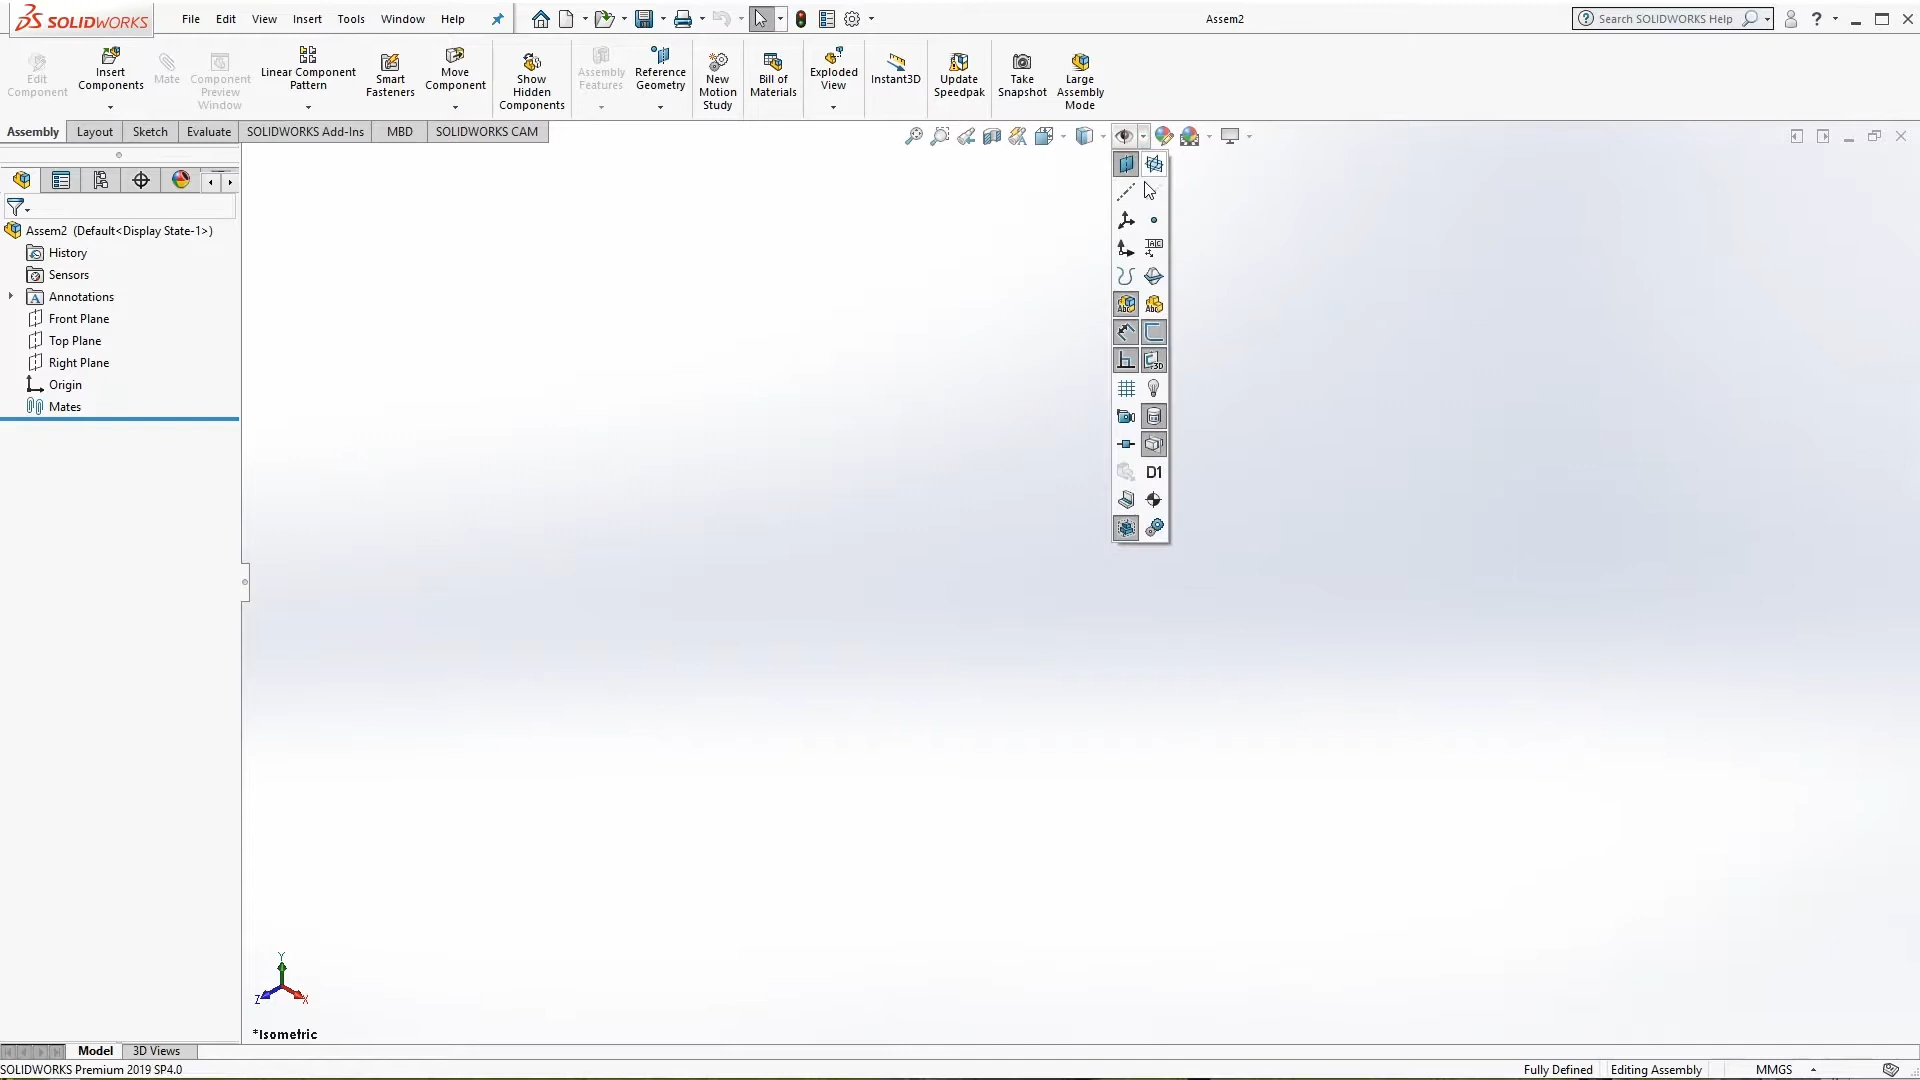 SOLIDWORKS
File Edit View Insert Tools Window Help
Assem2
Search SOLIDWORKS Help
?
Edit Component
Insert Components
Mate
Component Preview Window
Linear Component Pattern
Smart Fasteners
Move Component
Show Hidden Components
Assembly Features
Reference Geometry
New Motion Study
Bill of Materials
Exploded View
Instant3D
Update Speedpak
Take Snapshot
Large Assembly Mode
Assembly Layout Sketch Evaluate SOLIDWORKS Add-Ins MBD SOLIDWORKS CAM
Assem2 (Default<Display State-1>)
History
Sensors
Annotations
Front Plane
Top Plane
Right Plane
Origin
Mates
D1
Y
Z X
*Isometric
Model 3D Views
SOLIDWORKS Premium 2019 SP4.0
Fully Defined Editing Assembly MMGS